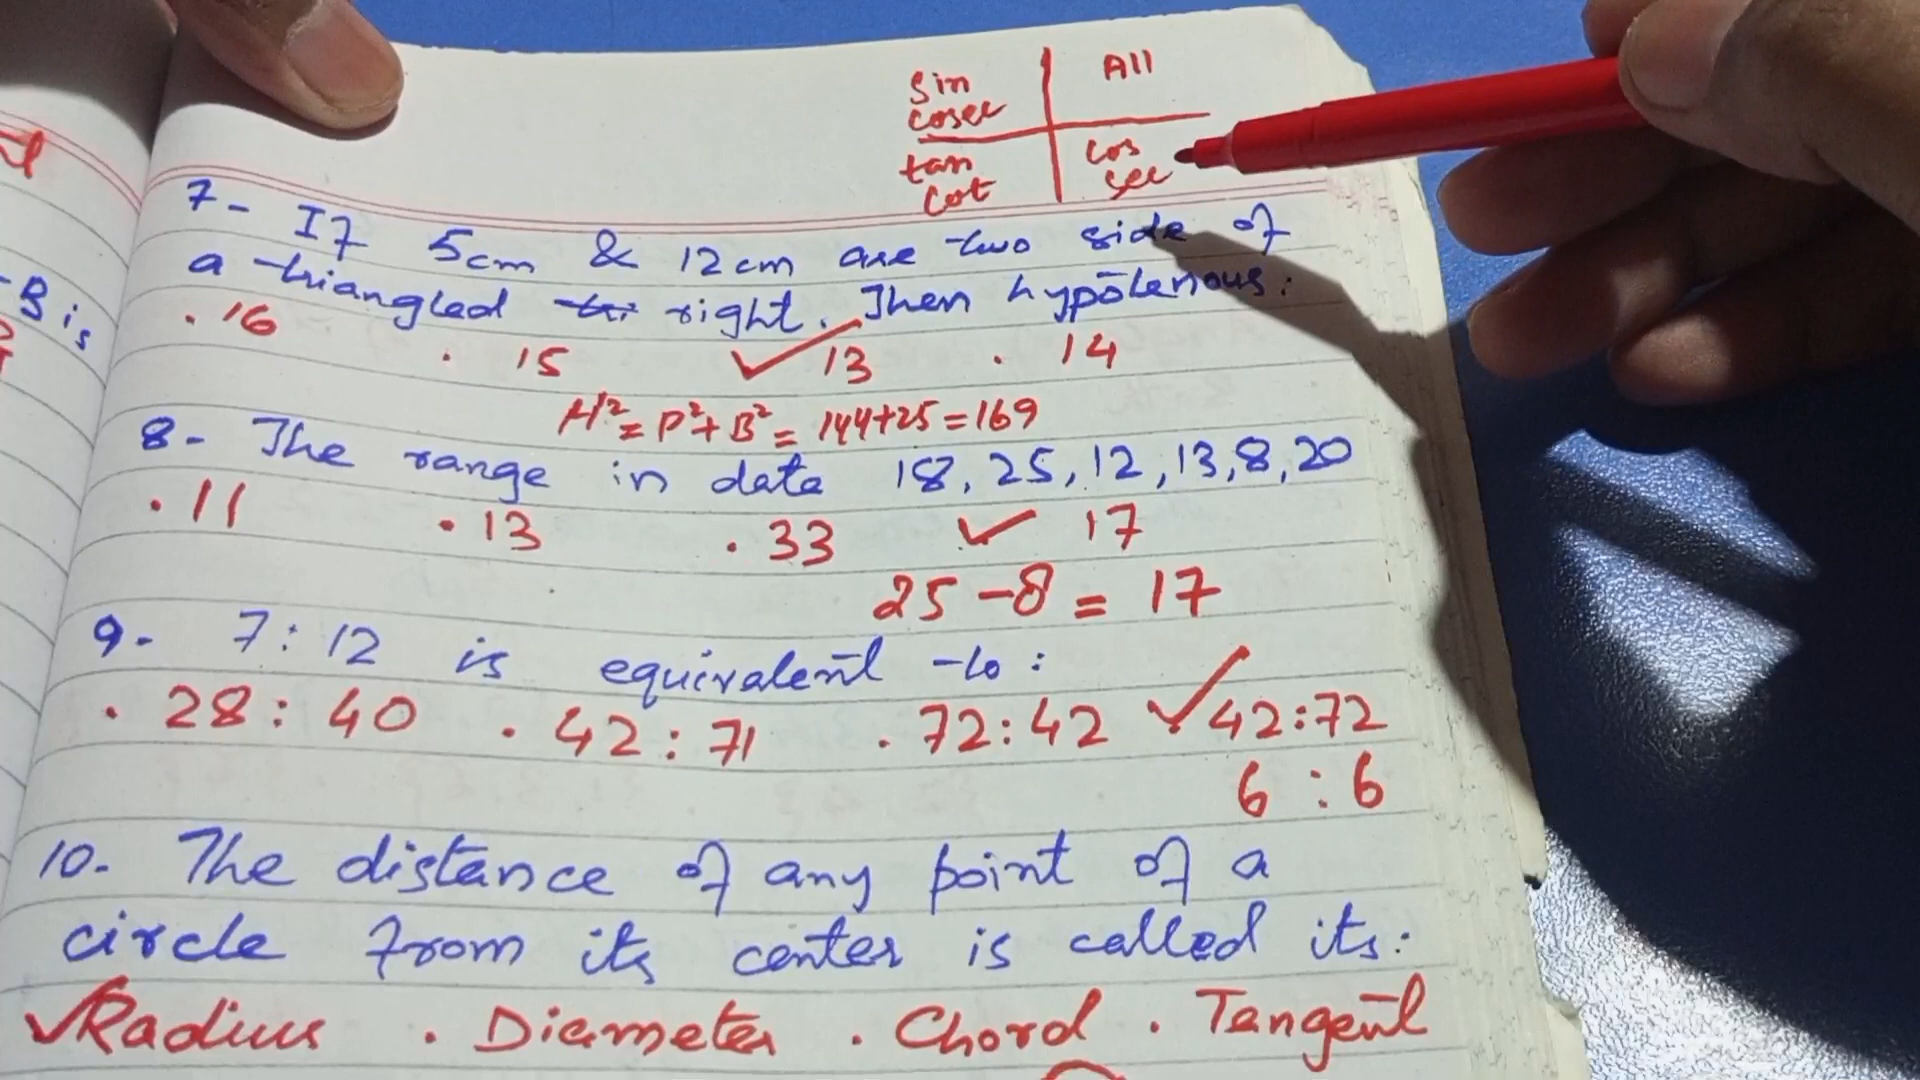 Sin All
cosec
tan cos
cot sec
7- If 5cm & 12cm are two side of
a triangled right. Then hypotenous:
. 16 . 15 ✓ 13 . 14
H² = P² + B² = 144+25 = 169
8- The range in data 18, 25, 12, 13, 8, 20
. 11 . 13 . 33 ✓ 17
25 - 8 = 17
9- 7 : 12 is equivalent to :
. 28 : 40 . 42 : 71 . 72 : 42 ✓ 42 : 72
6 : 6
10- The distance of any point of a
circle from its center is called its:
✓ Radius . Diameter . Chord . Tangent
B is